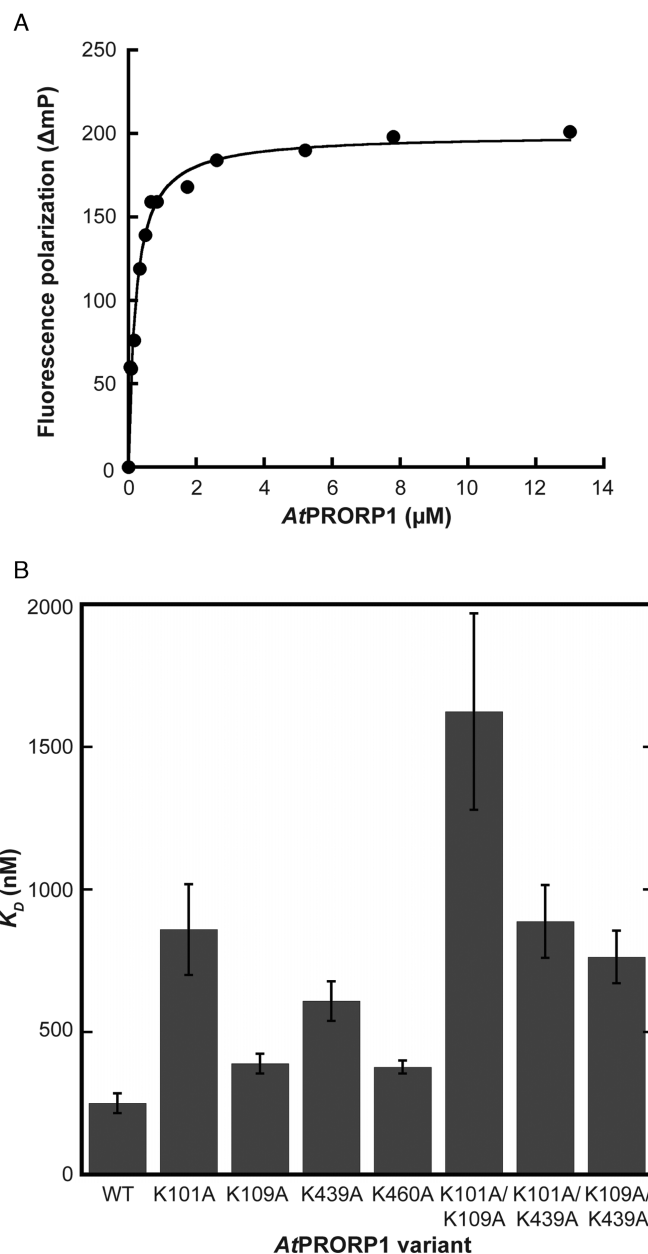 A
250
200
150
100
50
0
Fluorescence polarization (ΔmP)
0 2 4 6 8 10 12 14
AtPRORP1 (µM)
B
2000
1500
1000
500
0
K_D (nM)
WT K101A K109A K439A K460A K101A/ K101A/ K109A/
K109A K439A K439A
AtPRORP1 variant